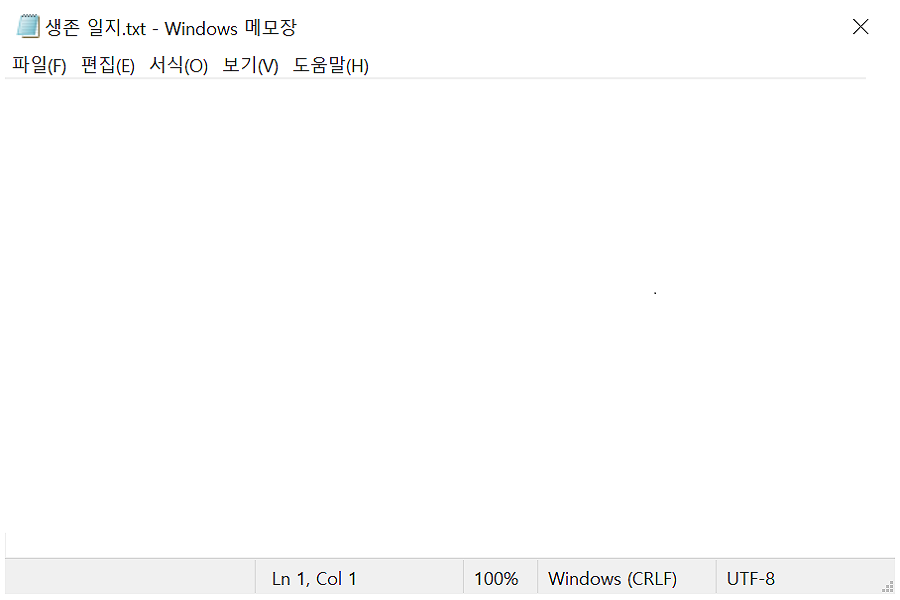 생존 일지.txt - Windows 메모장
파일(F) 편집(E) 서식(O) 보기(V) 도움말(H)
.
Ln 1, Col 1 100% Windows (CRLF) UTF-8